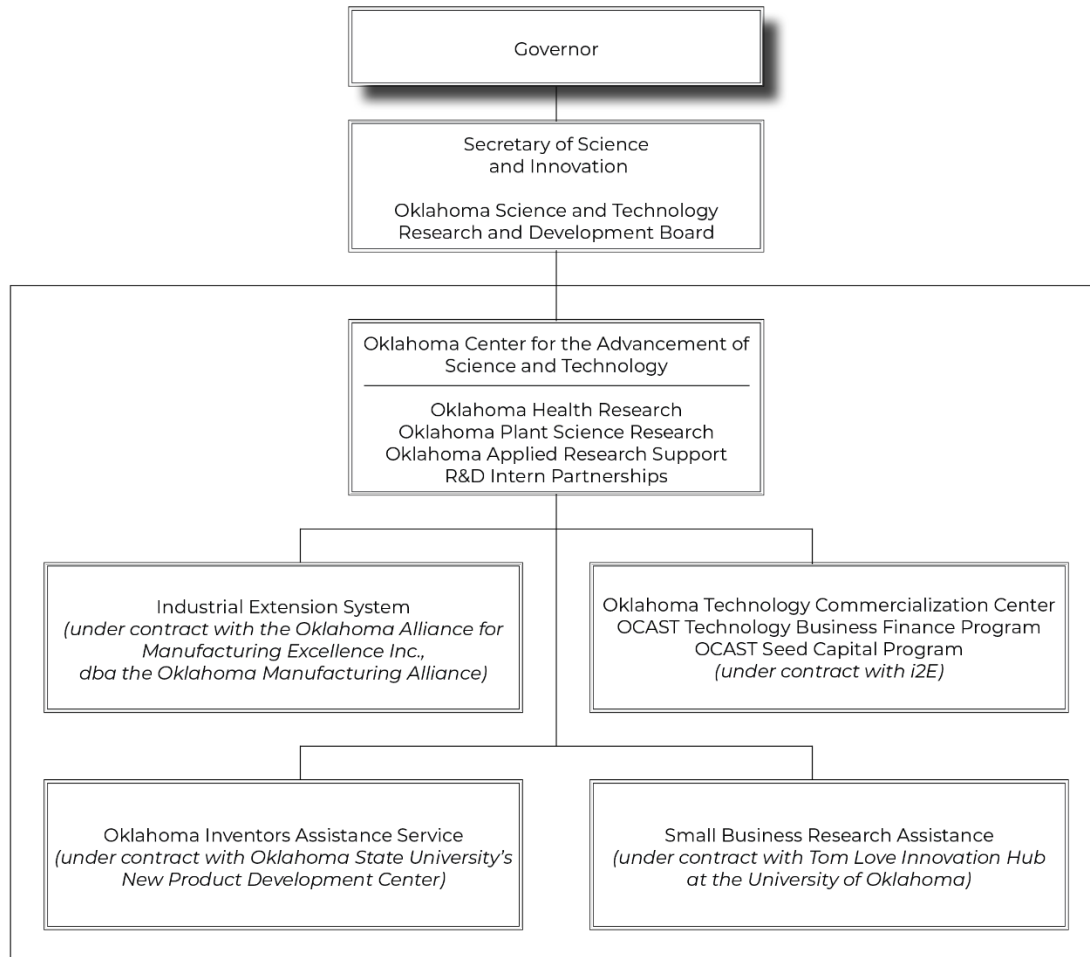 Governor
Secretary of Science
and Innovation
Oklahoma Science and Technology
Research and Development Board
Oklahoma Center for the Advancement of
Science and Technology
Oklahoma Health Research
Oklahoma Plant Science Research
Oklahoma Applied Research Support
R&D Intern Partnerships
Industrial Extension System
(under contract with the Oklahoma Alliance for
Manufacturing Excellence Inc.,
dba the Oklahoma Manufacturing Alliance)
Oklahoma Technology Commercialization Center
OCAST Technology Business Finance Program
OCAST Seed Capital Program
(under contract with i2E)
Oklahoma Inventors Assistance Service
(under contract with Oklahoma State University’s
New Product Development Center)
Small Business Research Assistance
(under contract with Tom Love Innovation Hub
at the University of Oklahoma)